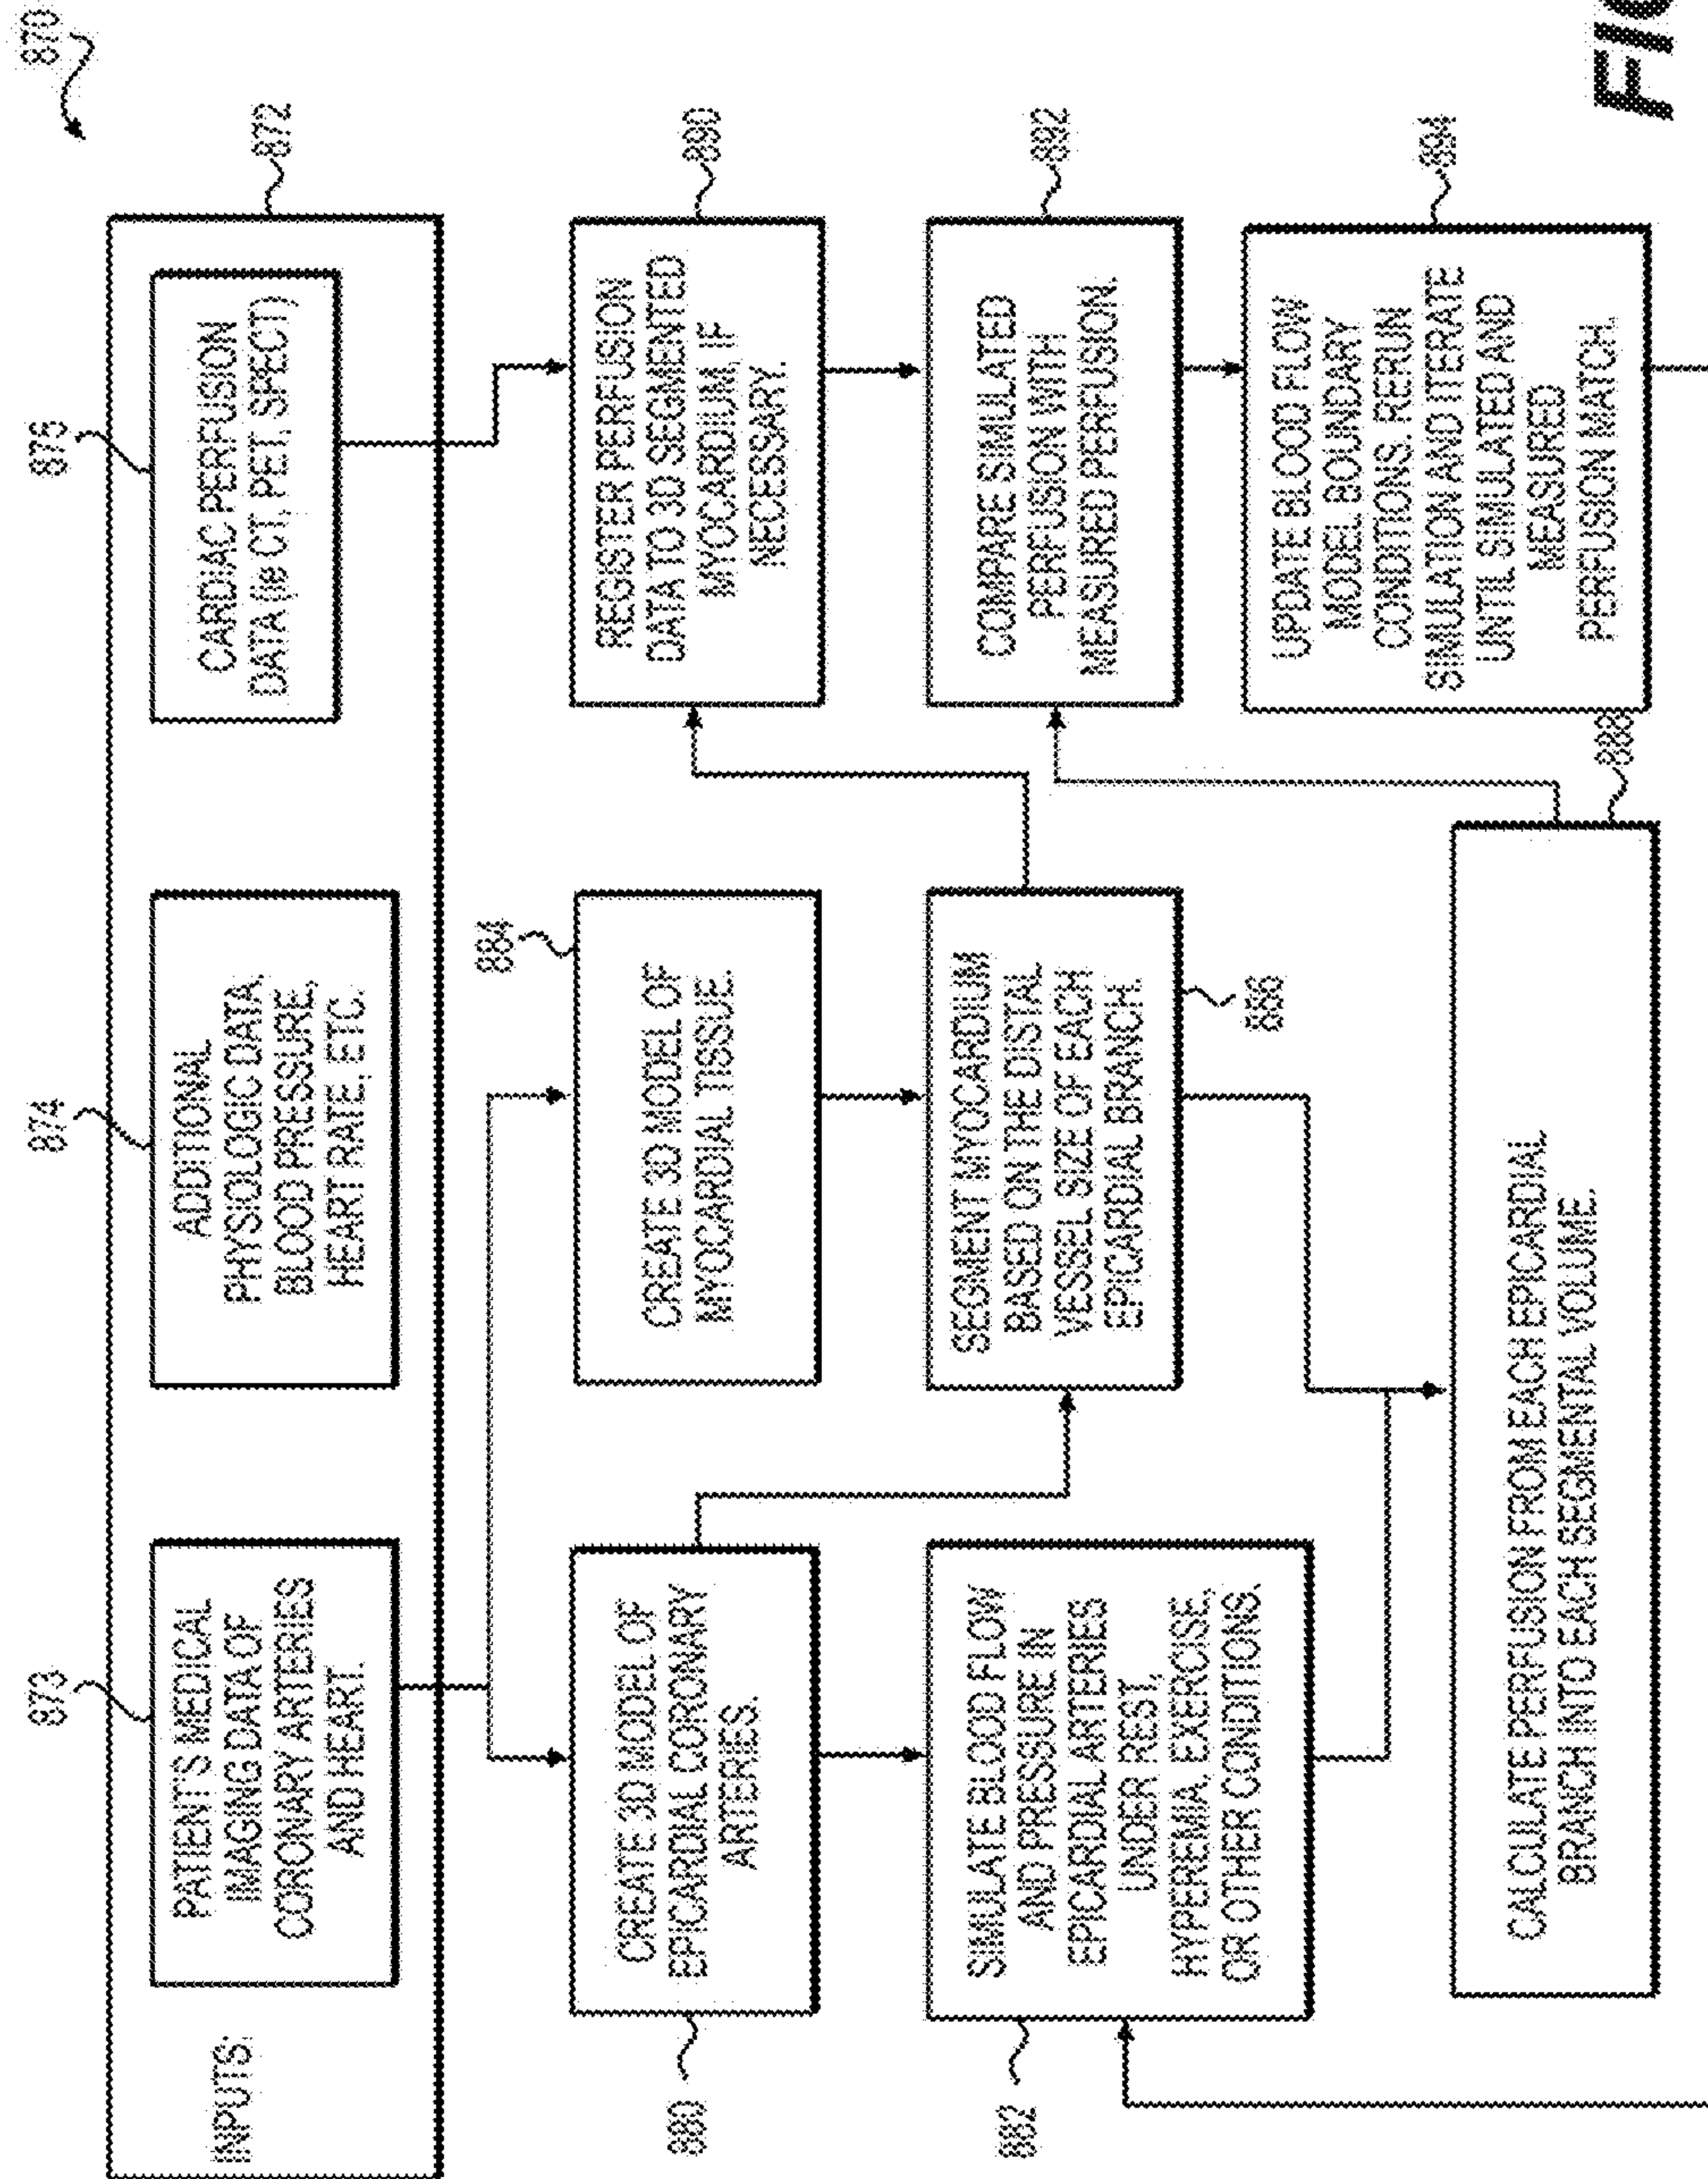 870
872
INPUTS:
873
PATIENT'S MEDICAL
IMAGING DATA OF
CORONARY ARTERIES
AND HEART.
874
ADDITIONAL
PHYSIOLOGIC DATA,
BLOOD PRESSURE,
HEART RATE, ETC.
875
CARDIAC PERFUSION
DATA (ie CT, PET, SPECT)
880
CREATE 3D MODEL OF
EPICARDIAL CORONARY
ARTERIES.
884
CREATE 3D MODEL OF
MYOCARDIAL TISSUE.
890
REGISTER PERFUSION
DATA TO 3D SEGMENTED
MYOCARDIUM, IF
NECESSARY.
882
SIMULATE BLOOD FLOW
AND PRESSURE IN
EPICARDIAL ARTERIES
UNDER REST,
HYPEREMIA, EXERCISE,
OR OTHER CONDITIONS.
886
SEGMENT MYOCARDIUM
BASED ON THE DISTAL
VESSEL SIZE OF EACH
EPICARDIAL BRANCH.
892
COMPARE SIMULATED
PERFUSION WITH
MEASURED PERFUSION.
888
CALCULATE PERFUSION FROM EACH EPICARDIAL
BRANCH INTO EACH SEGMENTAL VOLUME.
894
UPDATE BLOOD FLOW
MODEL BOUNDARY
CONDITIONS. RERUN
SIMULATION AND ITERATE
UNTIL SIMULATED AND
MEASURED
PERFUSION MATCH.
FIG